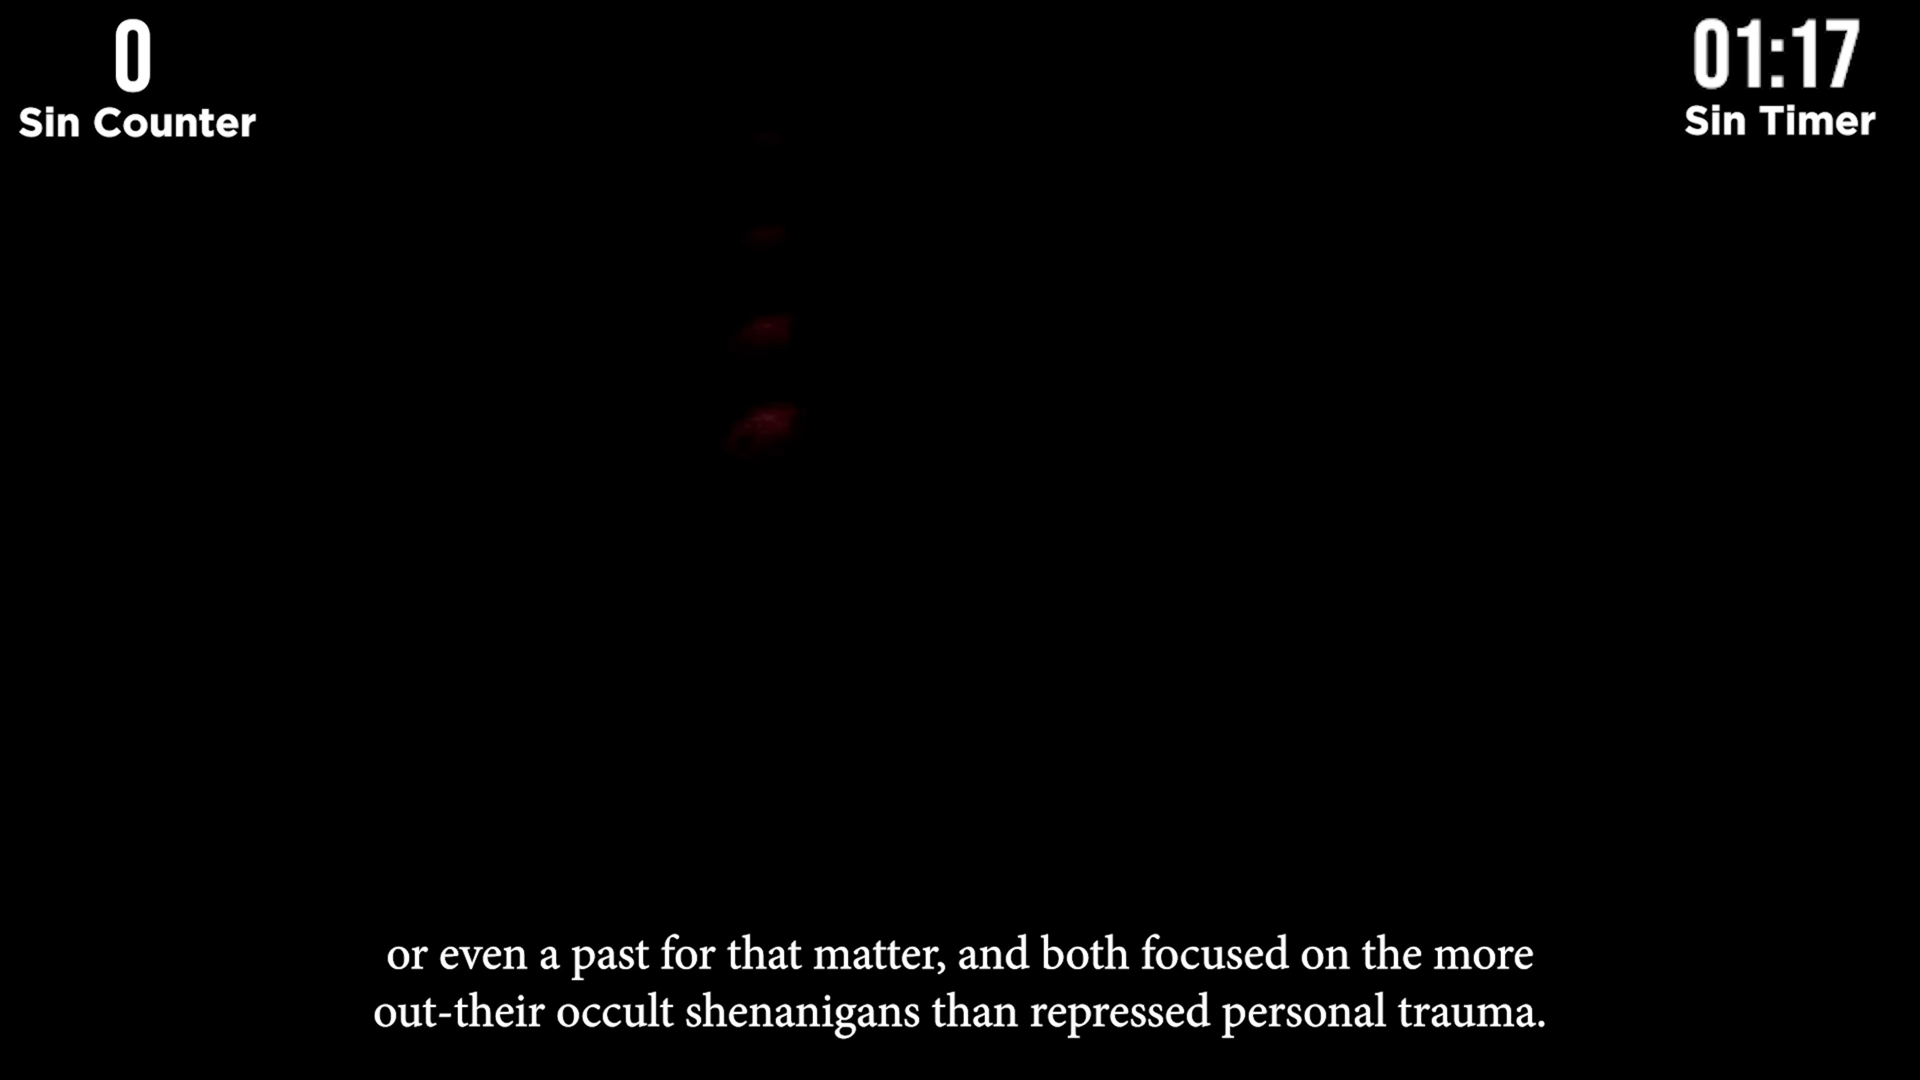 0
Sin Counter
01:17
Sin Timer
or even a past for that matter, and both focused on the more
out-their occult shenanigans than repressed personal trauma.